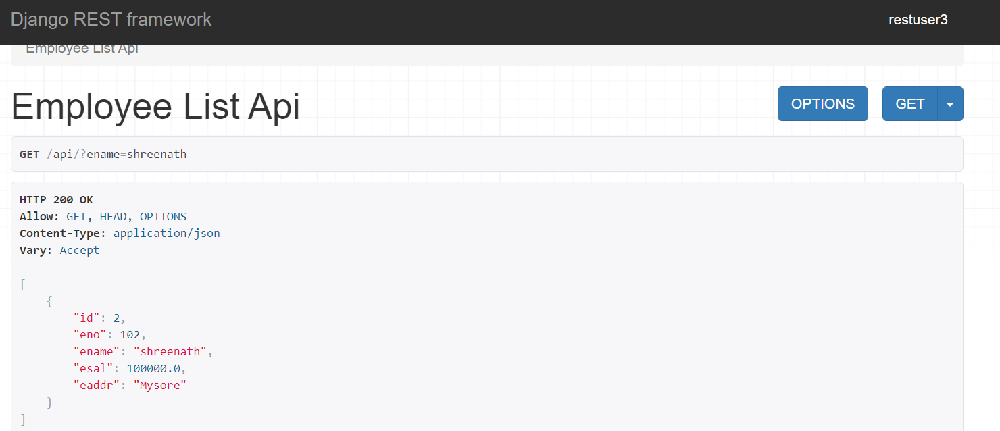 Django REST framework
restuser3
Employee List Api
Employee List Api
OPTIONS
GET
GET /api/?ename=shreenath
HTTP 200 OK
Allow: GET, HEAD, OPTIONS
Content-Type: application/json
Vary: Accept
[
    {
        "id": 2,
        "eno": 102,
        "ename": "shreenath",
        "esal": 100000.0,
        "eaddr": "Mysore"
    }
]